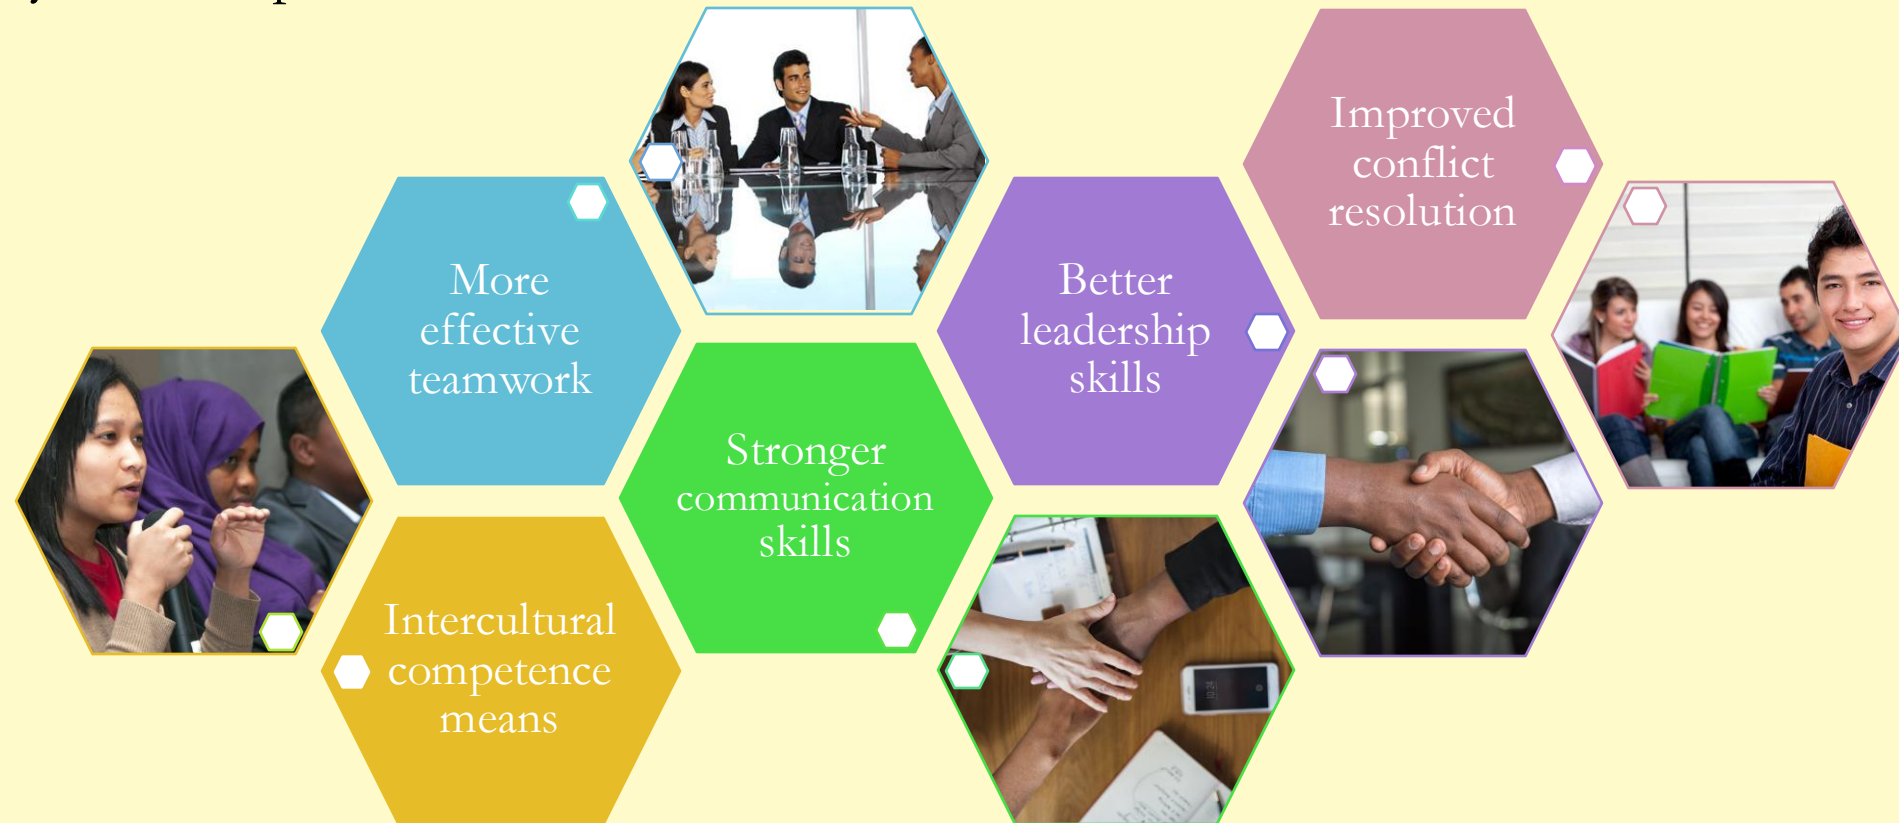 Intercultural
competence
means
More
effective
teamwork
Stronger
communication
skills
Better
leadership
skills
Improved
conflict
resolution